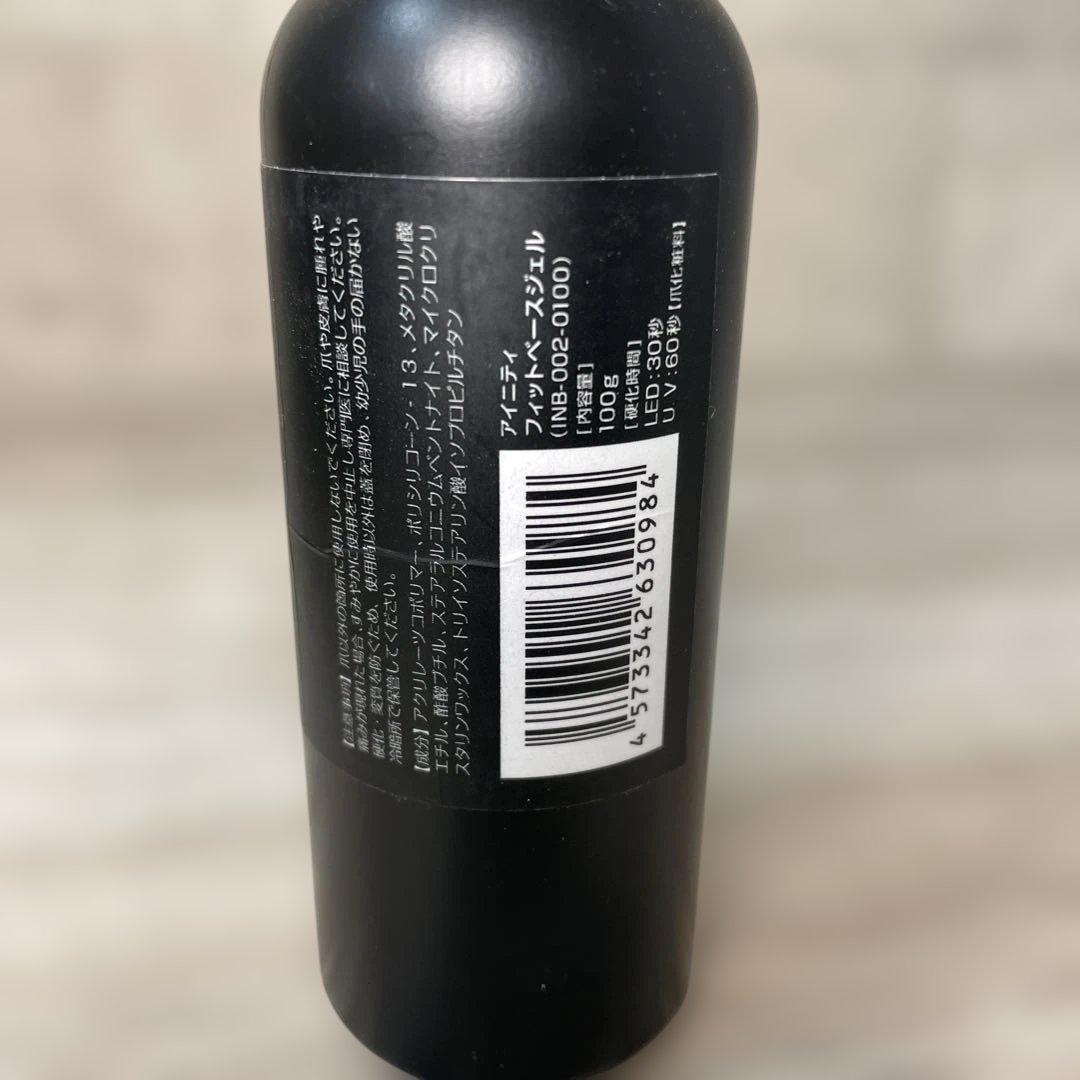 【注意事項】爪以外の箇所に使用しないでください。爪や皮膚に腫れや
痛みが現れた場合、すみやかに使用を中止し専門医に相談してください。
硬化・変質を防ぐため、使用時以外は蓋を閉め、幼少児の手の届かない
冷暗所で保管してください。
【成分】アクリレーツコポリマー、ポリシリコーン-13、メタクリル酸
エチル、酢酸ブチル、ステアラルコニウムベントナイト、マイクロクリ
スタリンワックス、トリイソステアリン酸イソプロピルチタン
アイニティ
フィットベースジェル
(INB-002-0100)
[内容量]
100g
[硬化時間]
LED:30秒
UV:60秒【爪化粧料】
4573342630984